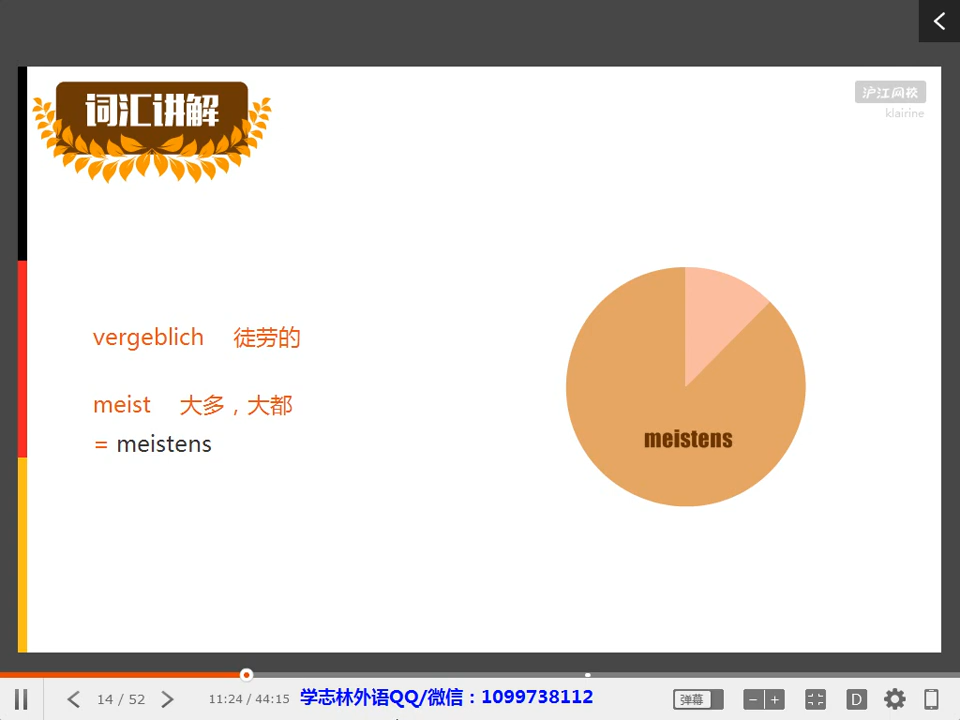 词汇讲解
沪江网校
klairine
vergeblich 徒劳的
meist 大多，大都
= meistens
meistens
14 / 52
11:24 / 44:15
学志林外语QQ/微信：1099738112
弹幕
D